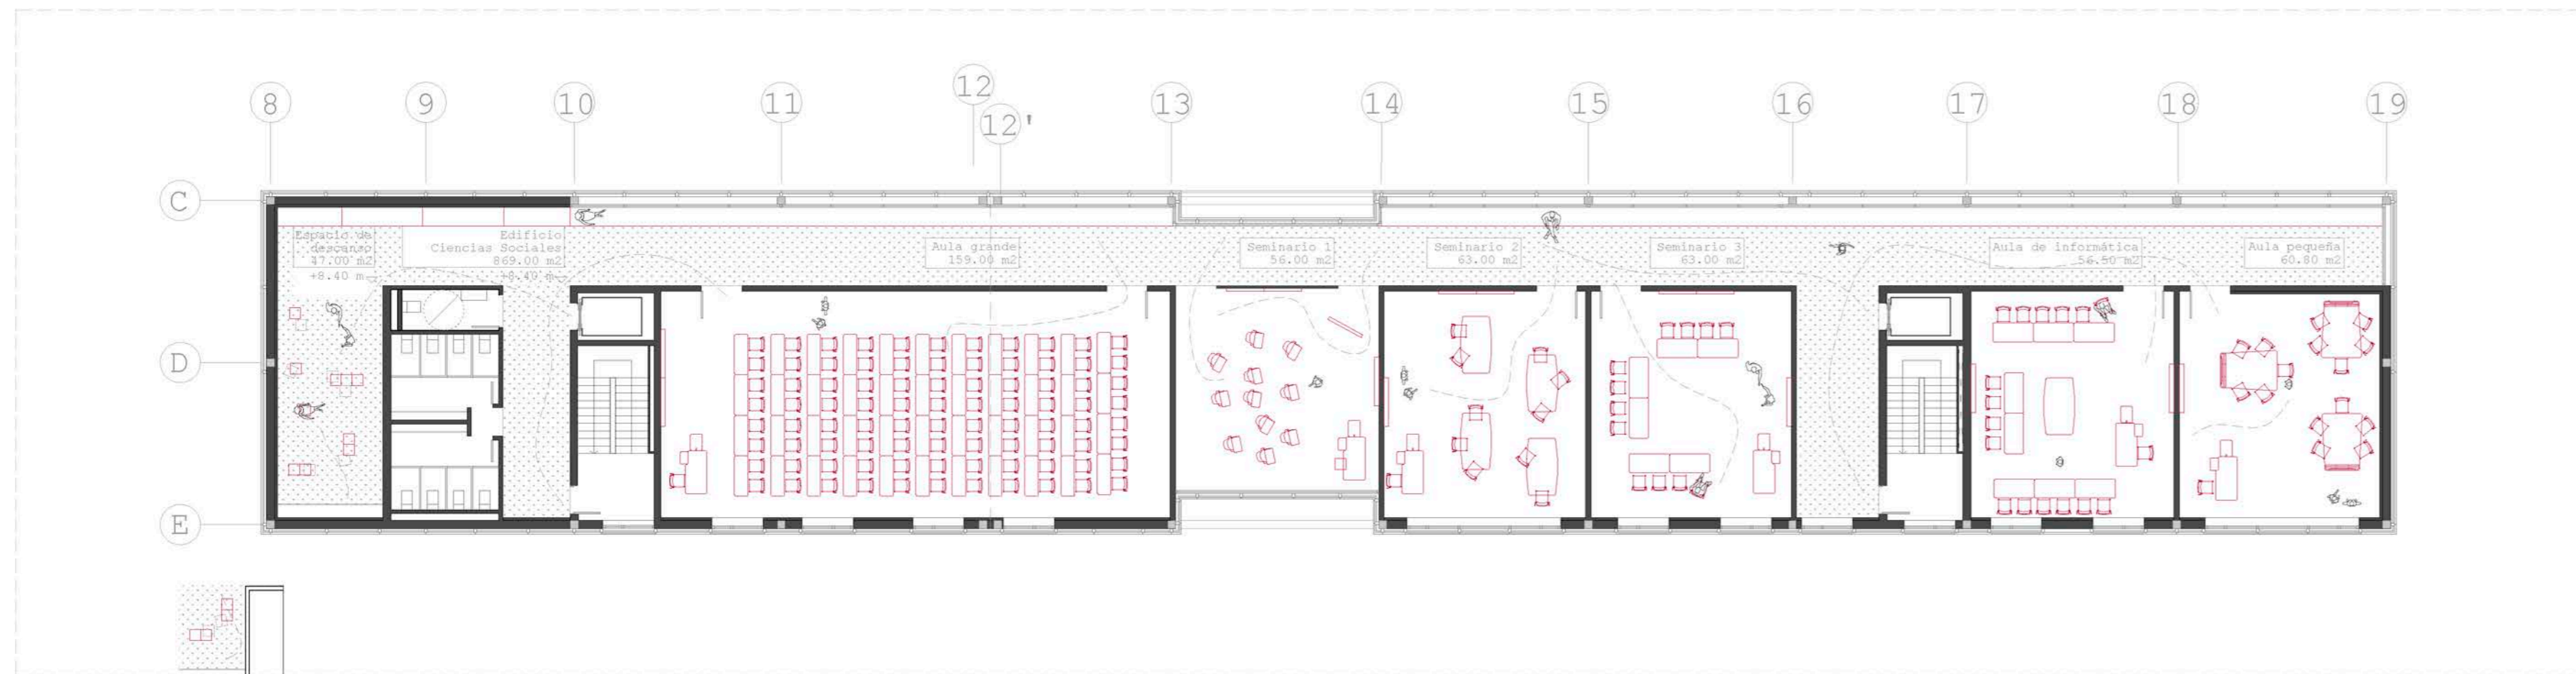 8
9
10
11
12
12'
13
14
15
16
17
18
19
C
Espacio de
descanso
47.00 m2
+8.40 m
Edificio
Ciencias Sociales
869.00 m2
+8.40 m
Aula grande
159.00 m2
Seminario 1
56.00 m2
Seminario 2
63.00 m2
Seminario 3
63.00 m2
Aula de informática
56.50 m2
Aula pequeña
60.80 m2
D
E